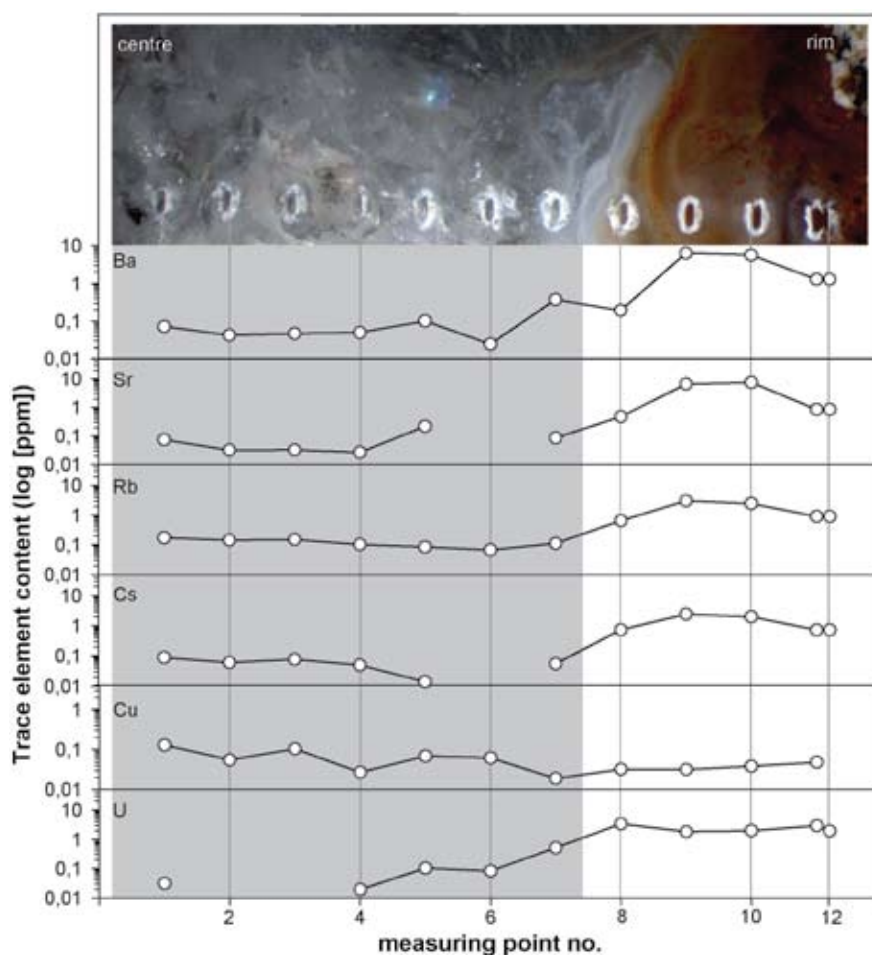 centre rim
Trace element content (log [ppm])
Ba
10
1
0,1
0,01
Sr
10
1
0,1
0,01
Rb
10
1
0,1
0,01
Cs
10
1
0,1
0,01
Cu
1
0,1
0,01
U
10
1
0,1
0,01
2 4 6 8 10 12
measuring point no.